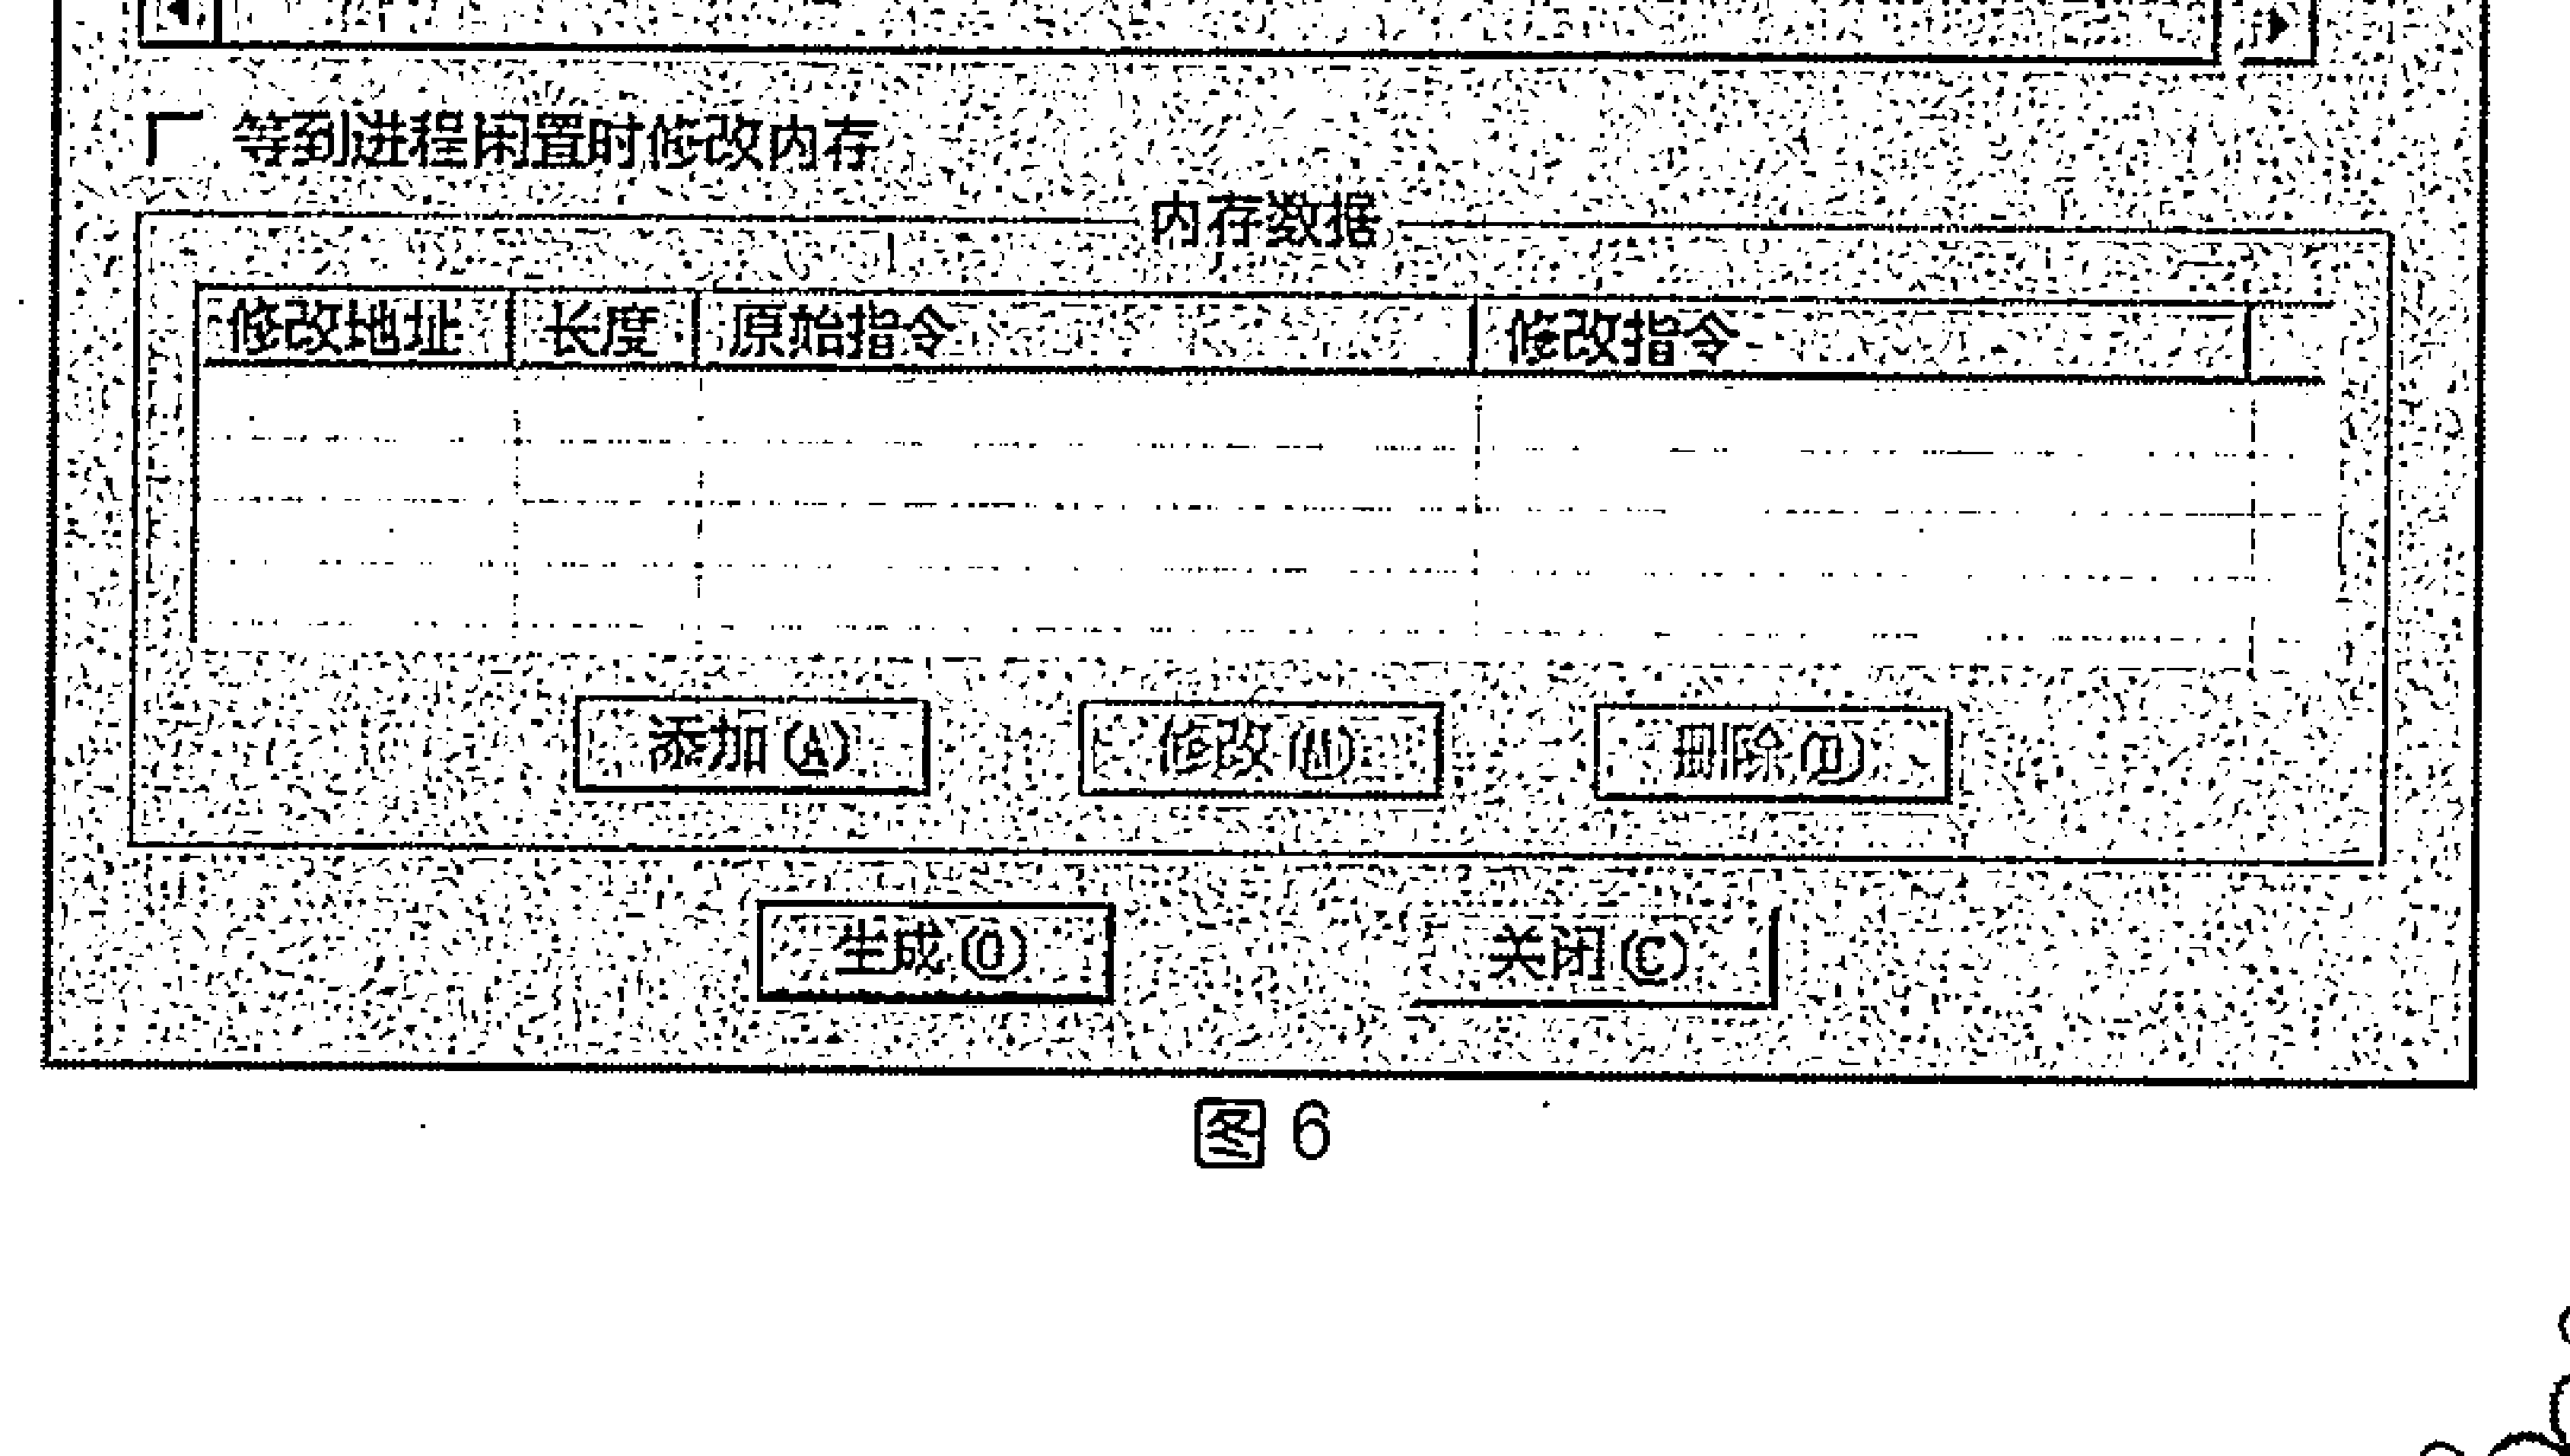 等到进程闲置时修改内存
内存数据
修改地址 长度 原始指令 修改指令
添加(A) 修改(M) 删除(D)
生成(O) 关闭(C)
图6